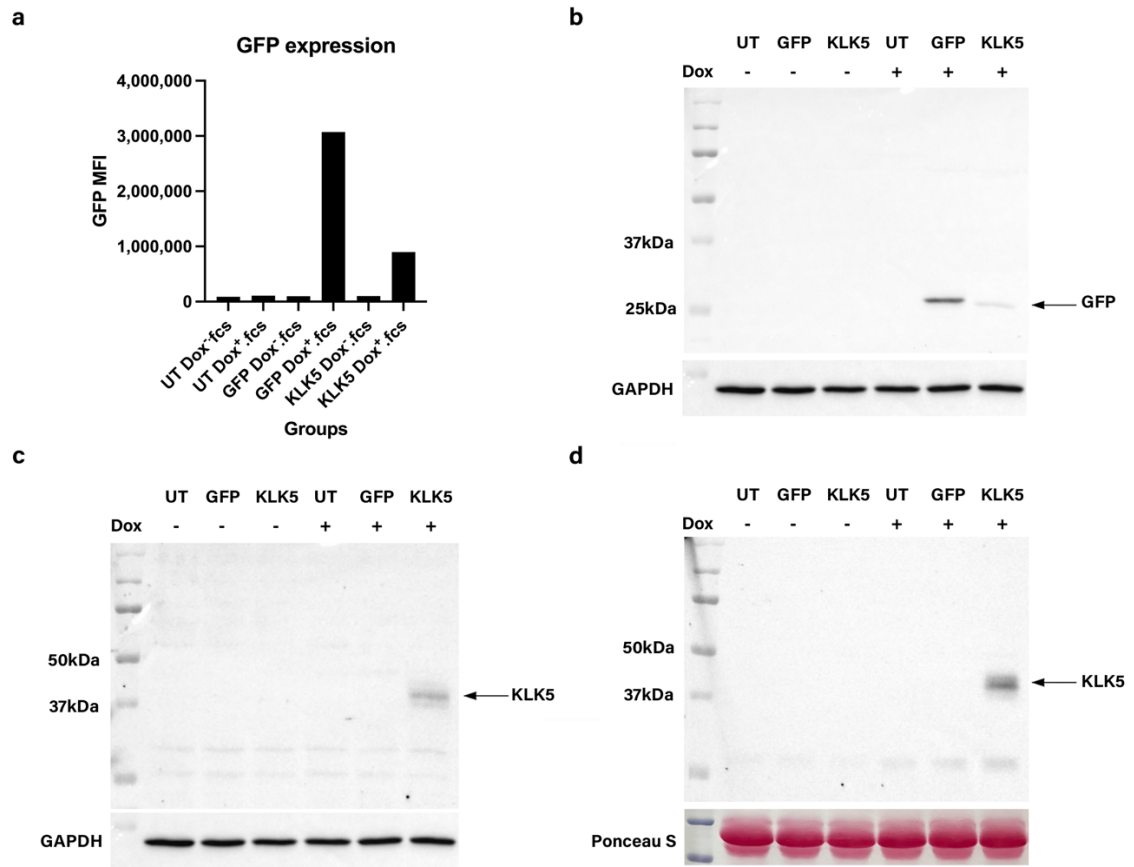 a
GFP expression
4,000,000
3,000,000
2,000,000
1,000,000
0
GFP MFI
UT Dox-.fcs
UT Dox+.fcs
GFP Dox-.fcs
GFP Dox+.fcs
KLK5 Dox-.fcs
KLK5 Dox+.fcs
Groups
b
UT GFP KLK5 UT GFP KLK5
Dox - - - + + +
37kDa
25kDa
GFP
GAPDH
c
UT GFP KLK5 UT GFP KLK5
Dox - - - + + +
50kDa
37kDa
KLK5
GAPDH
d
UT GFP KLK5 UT GFP KLK5
Dox - - - + + +
50kDa
37kDa
KLK5
Ponceau S